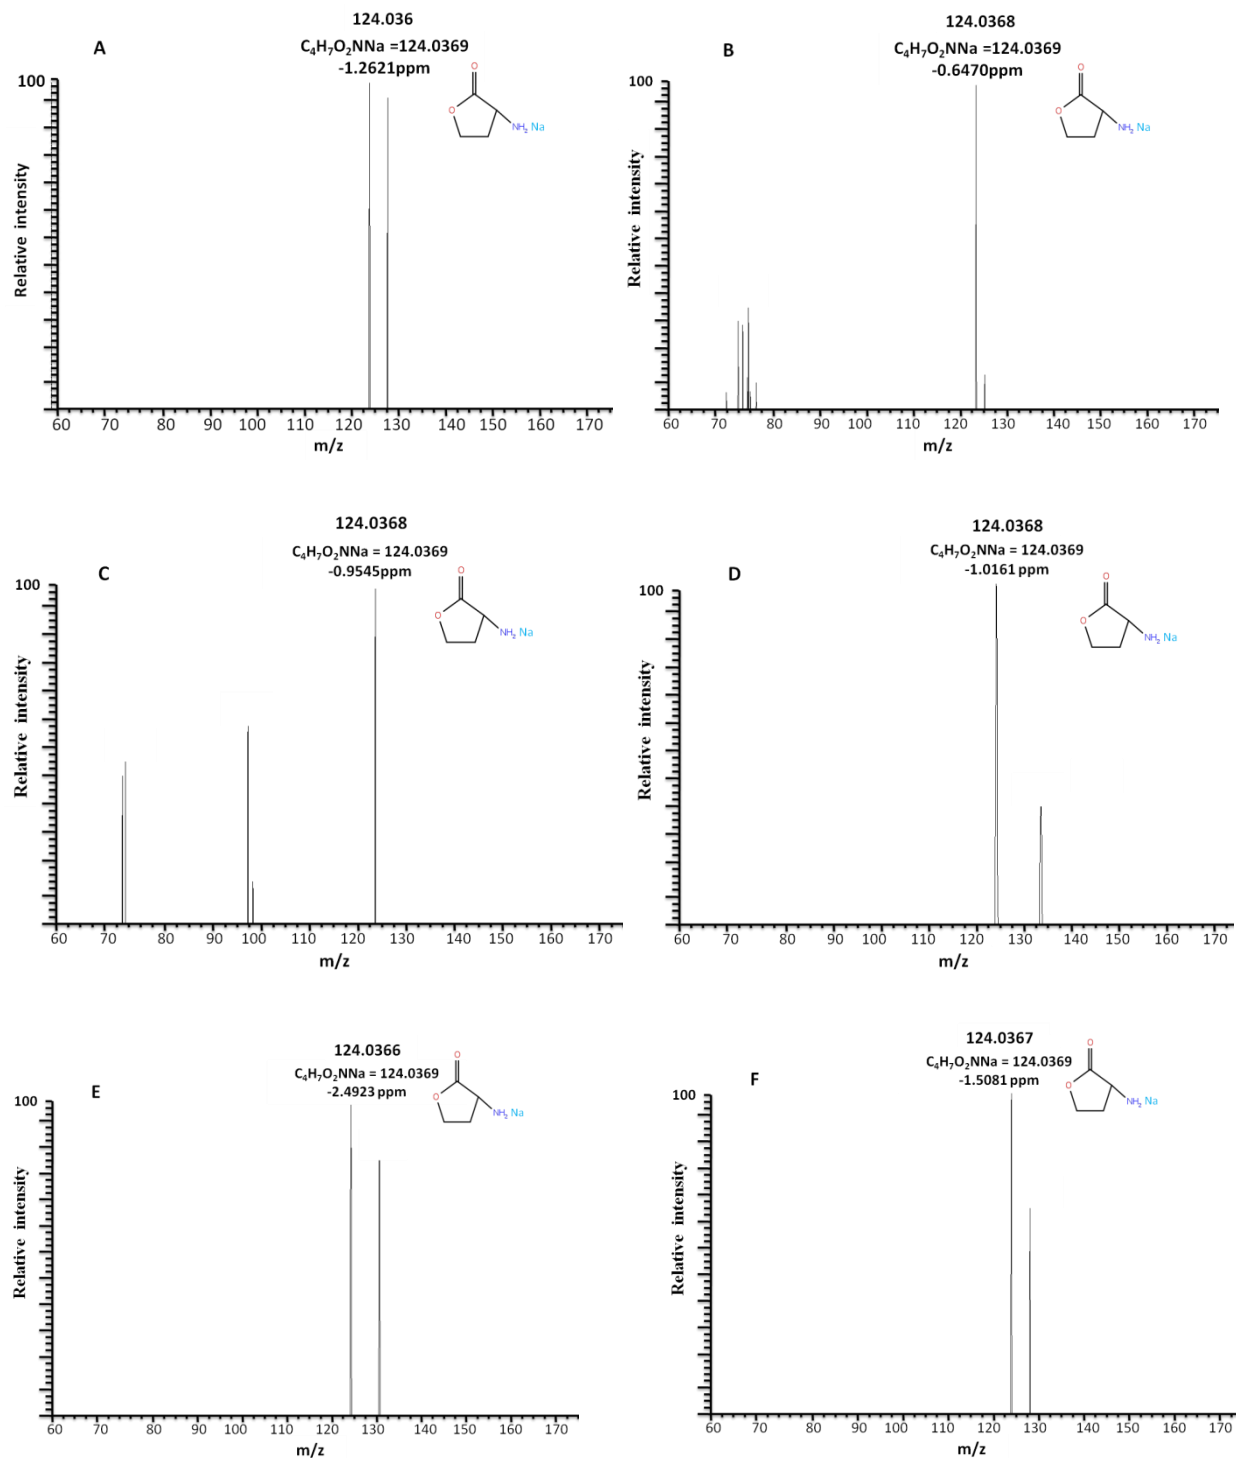 A
124.036
C₄H₇O₂NNa =124.0369
-1.2621ppm
O
O
NH₂ Na
100
Relative intensity
60 70 80 90 100 110 120 130 140 150 160 170
m/z
B
124.0368
C₄H₇O₂NNa =124.0369
-0.6470ppm
O
O
NH₂ Na
100
Relative intensity
60 70 80 90 100 110 120 130 140 150 160 170
m/z
C
124.0368
C₄H₇O₂NNa = 124.0369
-0.9545ppm
O
O
NH₂ Na
100
Relative intensity
60 70 80 90 100 110 120 130 140 150 160 170
m/z
D
124.0368
C₄H₇O₂NNa = 124.0369
-1.0161 ppm
O
O
NH₂ Na
100
Relative intensity
60 70 80 90 100 110 120 130 140 150 160 170
m/z
E
124.0366
C₄H₇O₂NNa = 124.0369
-2.4923 ppm
O
O
NH₂ Na
100
Relative intensity
60 70 80 90 100 110 120 130 140 150 160 170
m/z
F
124.0367
C₄H₇O₂NNa = 124.0369
-1.5081 ppm
O
O
NH₂ Na
100
Relative intensity
60 70 80 90 100 110 120 130 140 150 160 170
m/z